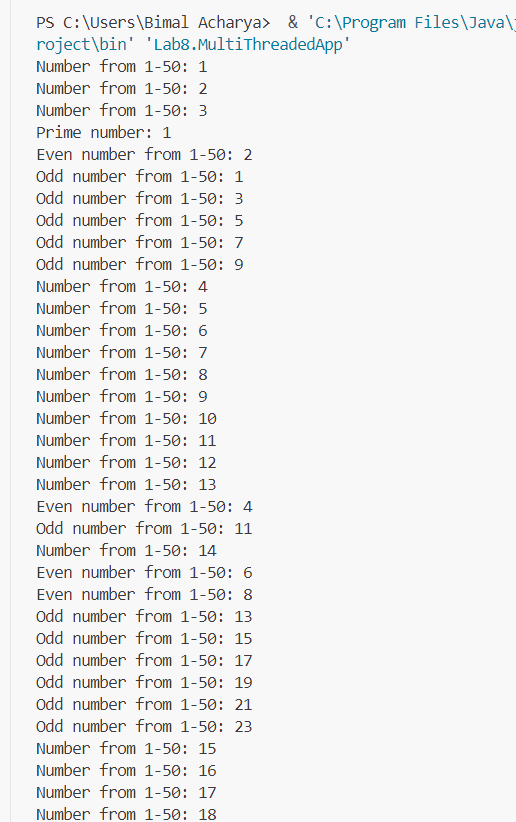 PS C:\Users\Bimal Acharya>  & 'C:\Program Files\Java\j
roject\bin' 'Lab8.MultiThreadedApp'
Number from 1-50: 1
Number from 1-50: 2
Number from 1-50: 3
Prime number: 1
Even number from 1-50: 2
Odd number from 1-50: 1
Odd number from 1-50: 3
Odd number from 1-50: 5
Odd number from 1-50: 7
Odd number from 1-50: 9
Number from 1-50: 4
Number from 1-50: 5
Number from 1-50: 6
Number from 1-50: 7
Number from 1-50: 8
Number from 1-50: 9
Number from 1-50: 10
Number from 1-50: 11
Number from 1-50: 12
Number from 1-50: 13
Even number from 1-50: 4
Odd number from 1-50: 11
Number from 1-50: 14
Even number from 1-50: 6
Even number from 1-50: 8
Odd number from 1-50: 13
Odd number from 1-50: 15
Odd number from 1-50: 17
Odd number from 1-50: 19
Odd number from 1-50: 21
Odd number from 1-50: 23
Number from 1-50: 15
Number from 1-50: 16
Number from 1-50: 17
Number from 1-50: 18